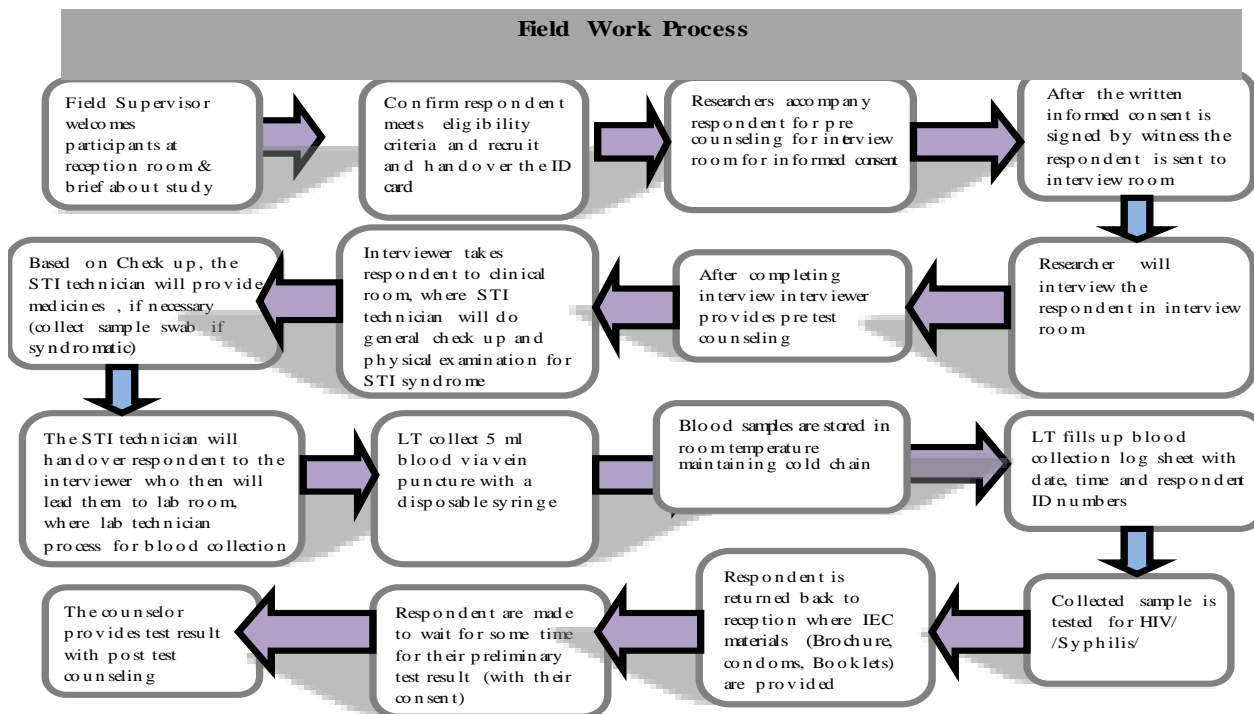 Field Work Process
Field Supervisor
welcomes
participants at
reception room &
brief about study
Confirm respondent
meets eligibility
criteria and recruit
and handover the ID
card
Researchers accompany
respondent for pre
counseling for interview
room for informed consent
After the written
informed consent is
signed by witness the
respondent is sent to
interview room
Researcher will
interview the
respondent in interview
room
After completing
interview interviewer
provides pre test
counseling
Interviewer takes
respondent to clinical
room, where STI
technician will do
general check up and
physical examination for
STI syndrome
Based on Check up, the
STI technician will provide
medicines , if necessary
(collect sample swab if
syndromatic)
The STI technician will
handover respondent to the
interviewer who then will
lead them to lab room,
where lab technician
process for blood collection
LT collect 5 ml
blood via vein
puncture with a
disposable syringe
Blood samples are stored in
room temperature
maintaining cold chain
LT fills up blood
collection log sheet with
date, time and respondent
ID numbers
Collected sample is
tested for HIV/
/Syphilis/
Respondent is
returned back to
reception where IEC
materials (Brochure,
condoms, Booklets)
are provided
Respondent are made
to wait for some time
for their preliminary
test result (with their
consent)
The counselor
provides test result
with post test
counseling